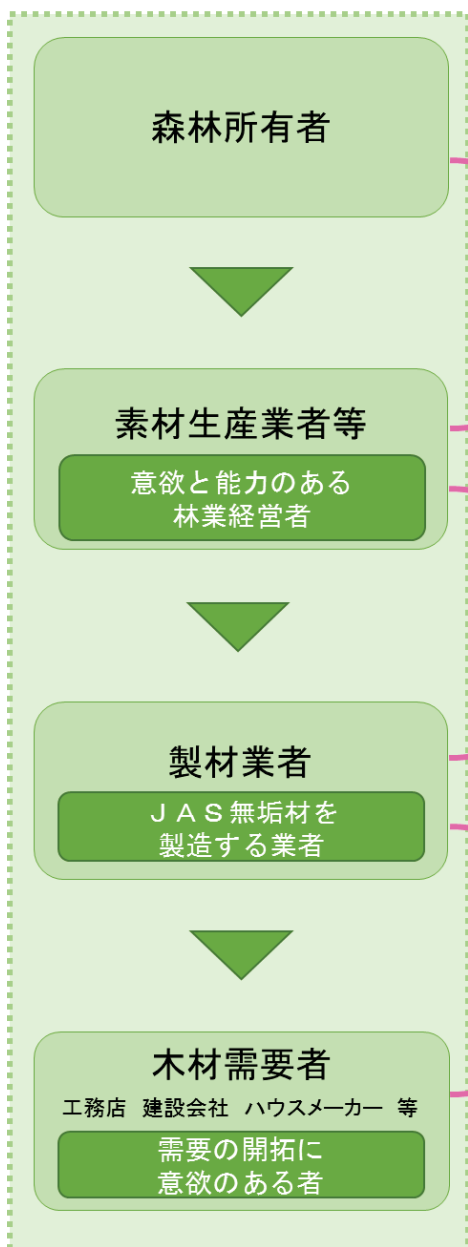 森林所有者
素材生産業者等
意欲と能力のある
林業経営者
製材業者
ＪＡＳ無垢材を
製造する業者
木材需要者
工務店　建設会社　ハウスメーカー　等
需要の開拓に
意欲のある者